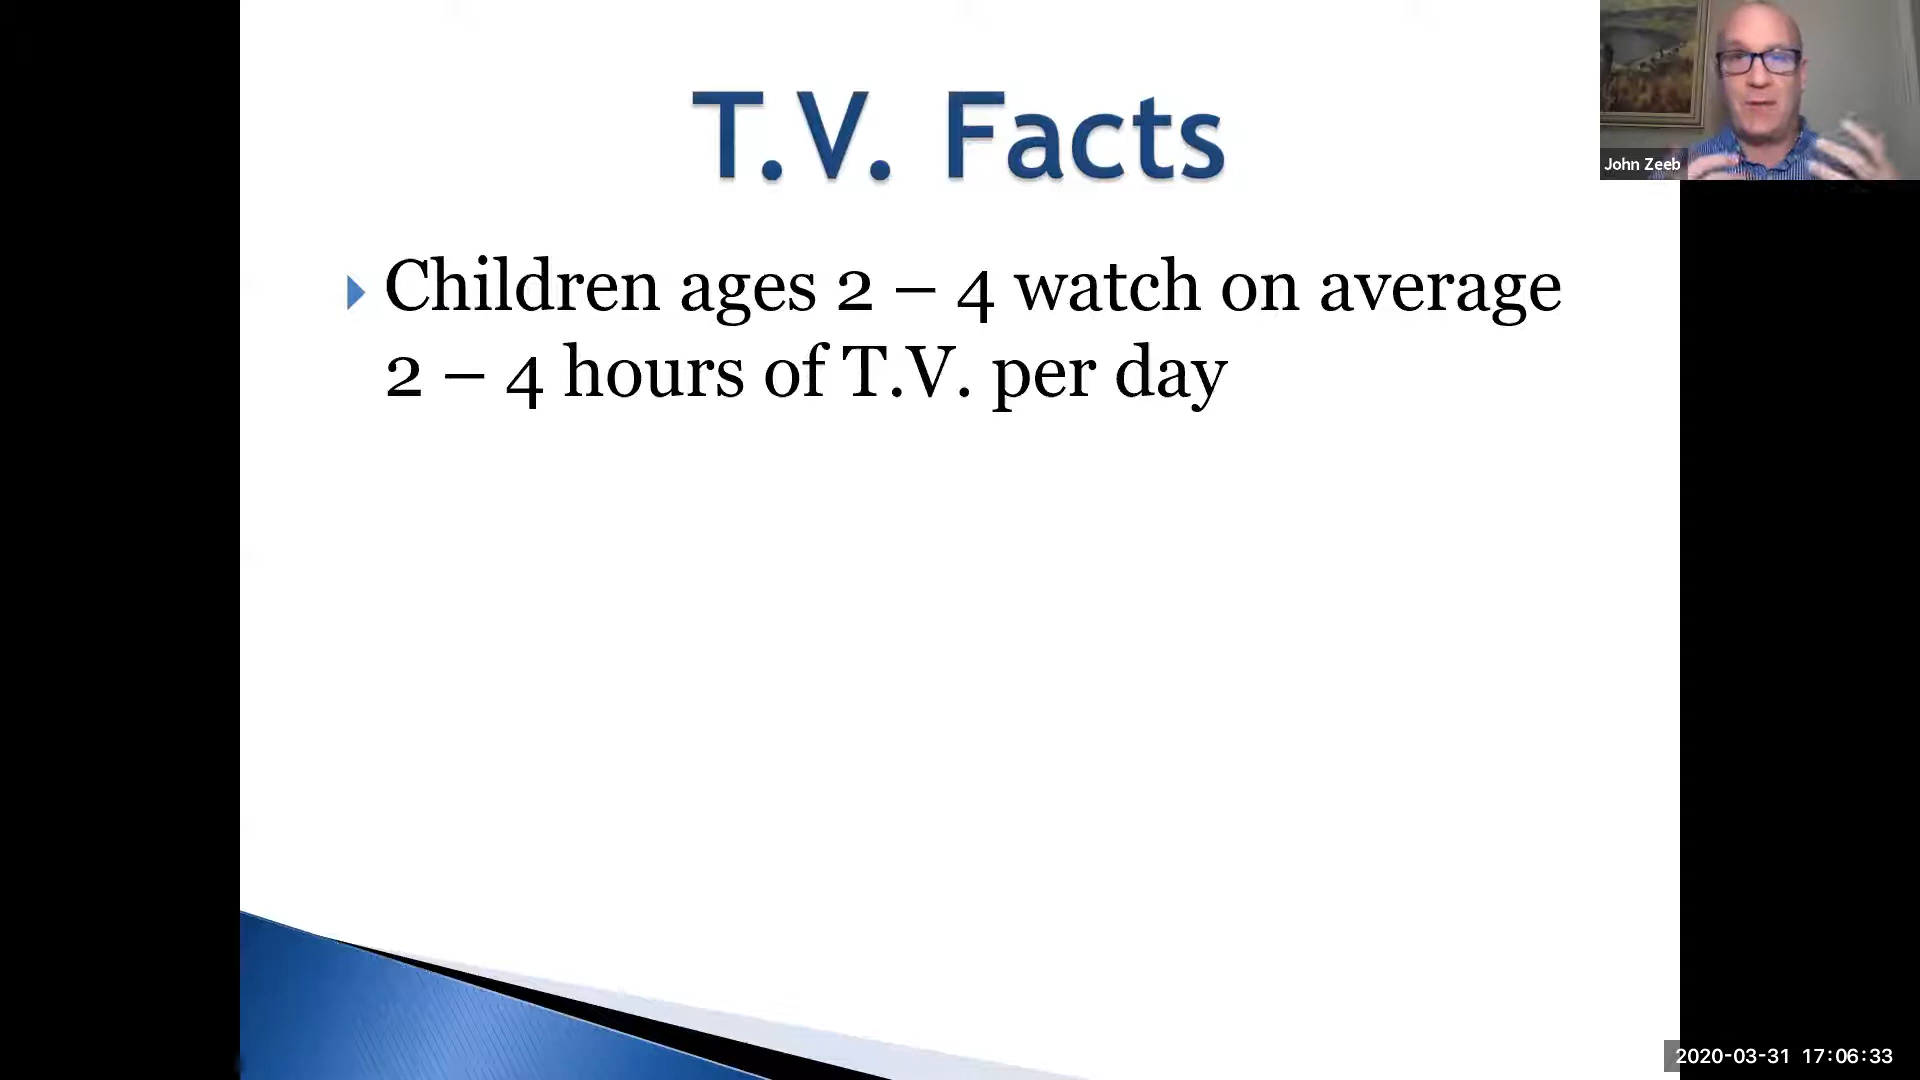 T.V. Facts
Children ages 2 – 4 watch on average
2 – 4 hours of T.V. per day
John Zeeb
2020-03-31 17:06:33